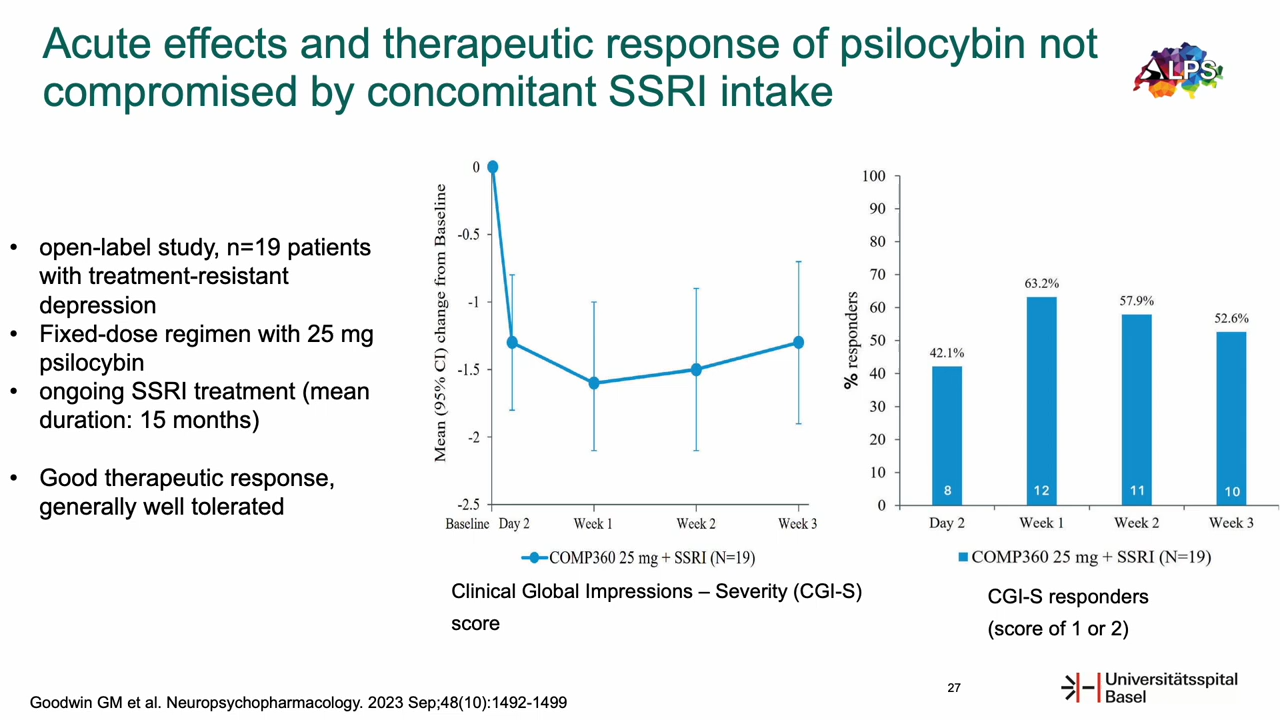 Acute effects and therapeutic response of psilocybin not
compromised by concomitant SSRI intake
ALPS
• open-label study, n=19 patients
with treatment-resistant
depression
• Fixed-dose regimen with 25 mg
psilocybin
• ongoing SSRI treatment (mean
duration: 15 months)
• Good therapeutic response,
generally well tolerated
Mean (95% CI) change from Baseline
0
-0.5
-1
-1.5
-2
-2.5
Baseline Day 2 Week 1 Week 2 Week 3
COMP360 25 mg + SSRI (N=19)
Clinical Global Impressions – Severity (CGI-S)
score
% responders
100
90
80
70
60
50
40
30
20
10
0
42.1%
63.2%
57.9%
52.6%
8 12 11 10
Day 2 Week 1 Week 2 Week 3
COMP360 25 mg + SSRI (N=19)
CGI-S responders
(score of 1 or 2)
Goodwin GM et al. Neuropsychopharmacology. 2023 Sep;48(10):1492-1499
27
Universitätsspital
Basel